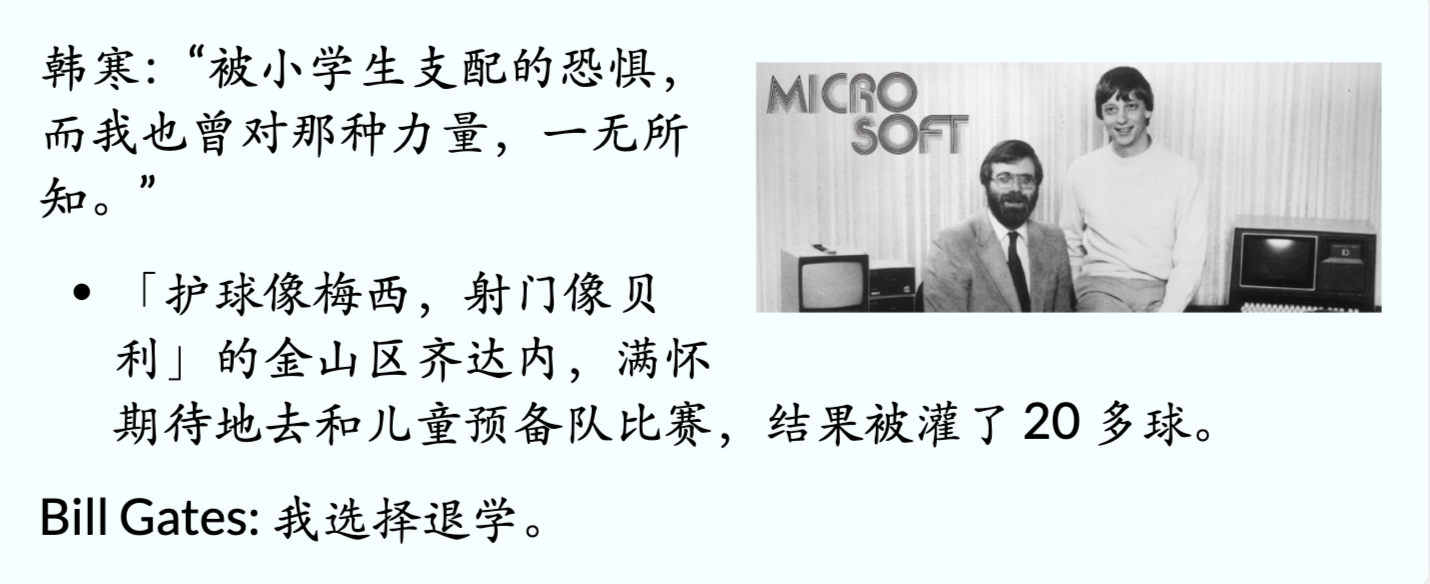 韩寒：“被小学生支配的恐惧，
而我也曾对那种力量，一无所
知。”
MICRO
SOFT
• 「护球像梅西，射门像贝
利」的金山区齐达内，满怀
期待地去和儿童预备队比赛，结果被灌了 20 多球。
Bill Gates: 我选择退学。